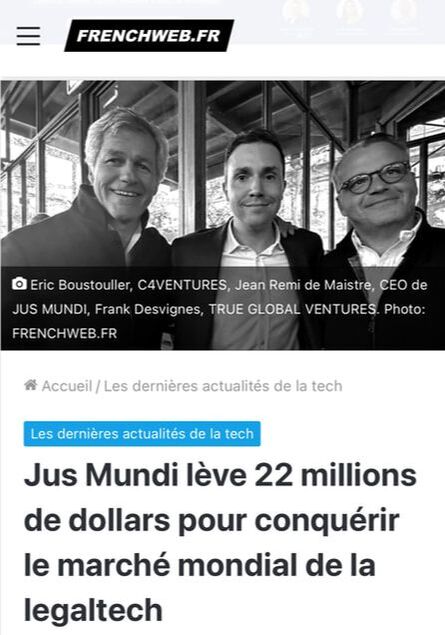 FRENCHWEB.FR
Eric Boustouller, C4VENTURES, Jean Remi de Maistre, CEO de
JUS MUNDI, Frank Desvignes, TRUE GLOBAL VENTURES. Photo:
FRENCHWEB.FR
Accueil / Les dernières actualités de la tech
Les dernières actualités de la tech
Jus Mundi lève 22 millions
de dollars pour conquérir
le marché mondial de la
legaltech